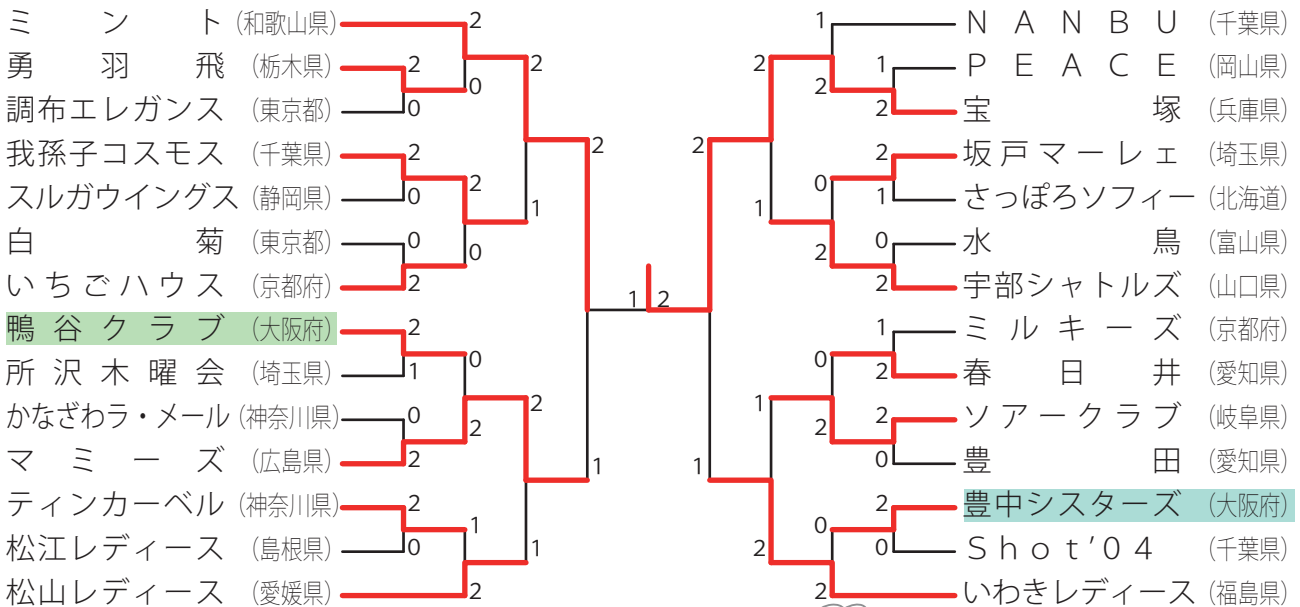 ミント (和歌山県)
勇羽飛 (栃木県)
調布エレガンス (東京都)
我孫子コスモス (千葉県)
スルガウイングス (静岡県)
白菊 (東京都)
いちごハウス (京都府)
鴨谷クラブ (大阪府)
所沢木曜会 (埼玉県)
かなざわラ・メール (神奈川県)
マミーズ (広島県)
ティンカーベル (神奈川県)
松江レディース (島根県)
松山レディース (愛媛県)
2
0
2
0
0
2
2
1
0
2
2
0
2
0
2
0
0
2
1
2
2
1
2
1
2
1
1 2
2
1
2
1
1
2
1
2
0
2
0
2
0
2
1
2
2
1
0
2
1
2
2
0
2
0
NANBU (千葉県)
PEACE (岡山県)
宝塚 (兵庫県)
坂戸マーレェ (埼玉県)
さっぽろソフィー (北海道)
水鳥 (富山県)
宇部シャトルズ (山口県)
ミルキーズ (京都府)
春日井 (愛知県)
ソアークラブ (岐阜県)
豊田 (愛知県)
豊中シスターズ (大阪府)
Shot'04 (千葉県)
いわきレディース (福島県)